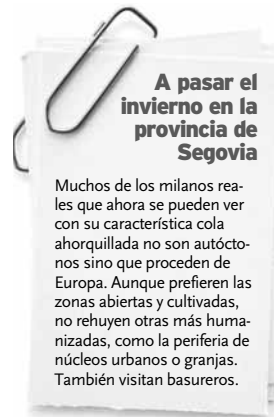 A pasar el
invierno en la
provincia de
Segovia
Muchos de los milanos rea-
les que ahora se pueden ver
con su característica cola
ahorquillada no son autócto-
nos sino que proceden de
Europa. Aunque prefieren las
zonas abiertas y cultivadas,
no rehuyen otras más huma-
nizadas, como la periferia de
núcleos urbanos o granjas.
También visitan basureros.